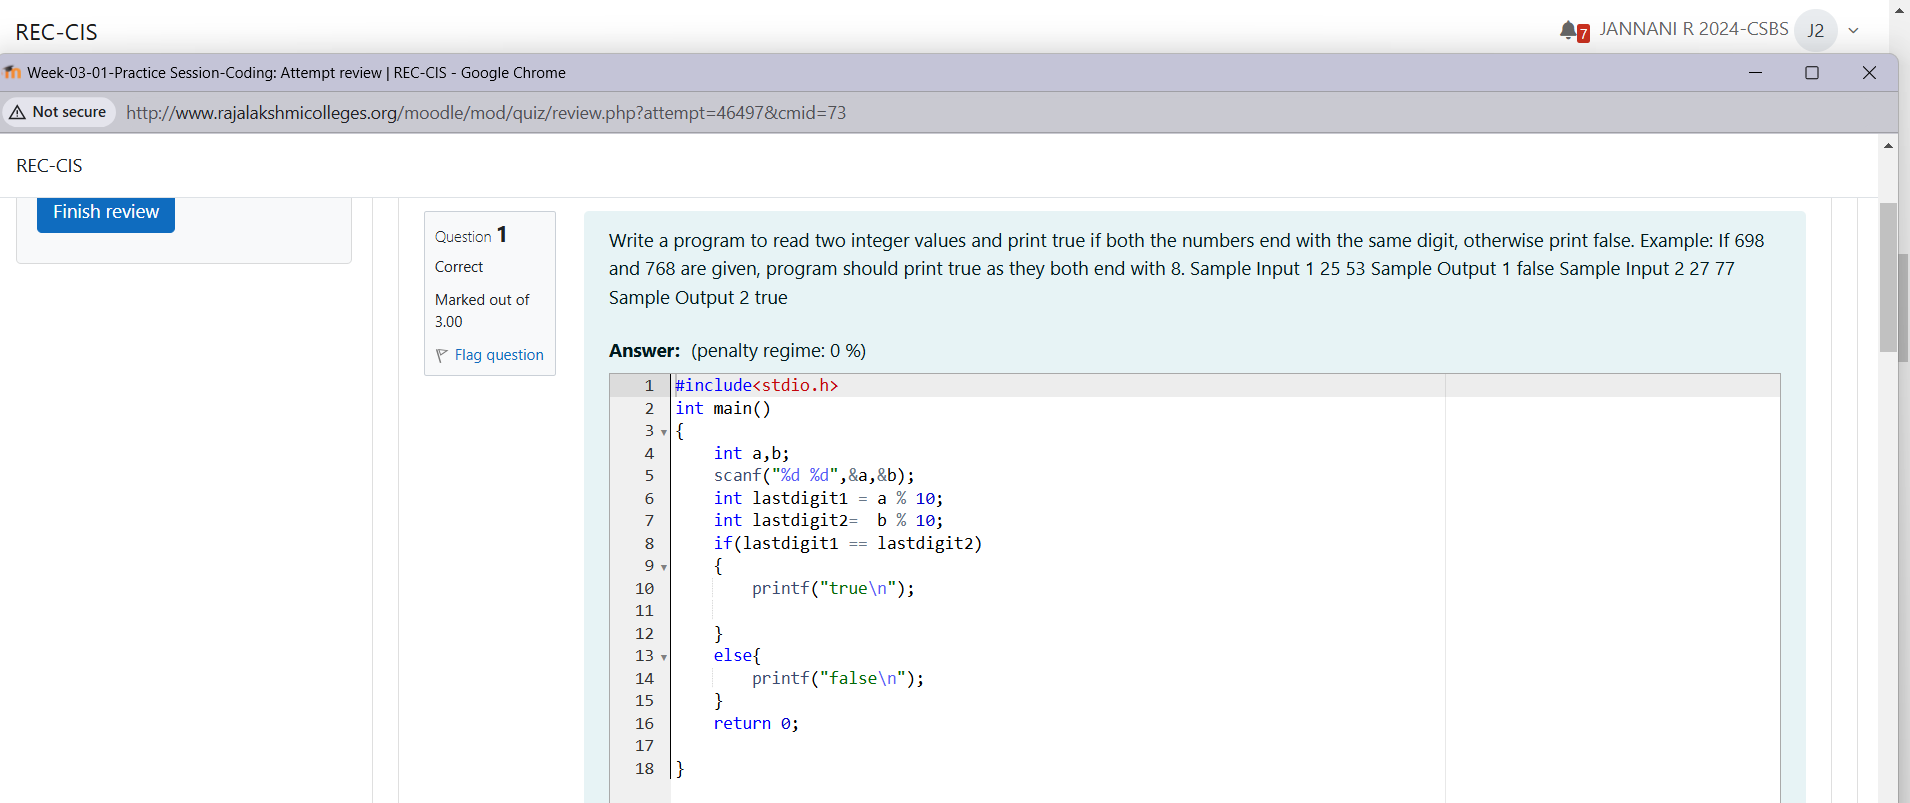 REC-CIS
7 JANNANI R 2024-CSBS J2
Week-03-01-Practice Session-Coding: Attempt review | REC-CIS - Google Chrome
Not secure http://www.rajalakshmicolleges.org/moodle/mod/quiz/review.php?attempt=46497&cmid=73
REC-CIS
Finish review
Question 1
Correct
Marked out of
3.00
Flag question
Write a program to read two integer values and print true if both the numbers end with the same digit, otherwise print false. Example: If 698
and 768 are given, program should print true as they both end with 8. Sample Input 1 25 53 Sample Output 1 false Sample Input 2 27 77
Sample Output 2 true
Answer: (penalty regime: 0 %)
1 #include<stdio.h>
2 int main()
3 {
4     int a,b;
5     scanf("%d %d",&a,&b);
6     int lastdigit1 = a % 10;
7     int lastdigit2=  b % 10;
8     if(lastdigit1 == lastdigit2)
9     {
10         printf("true\n");
11
12     }
13     else{
14         printf("false\n");
15     }
16     return 0;
17
18 }